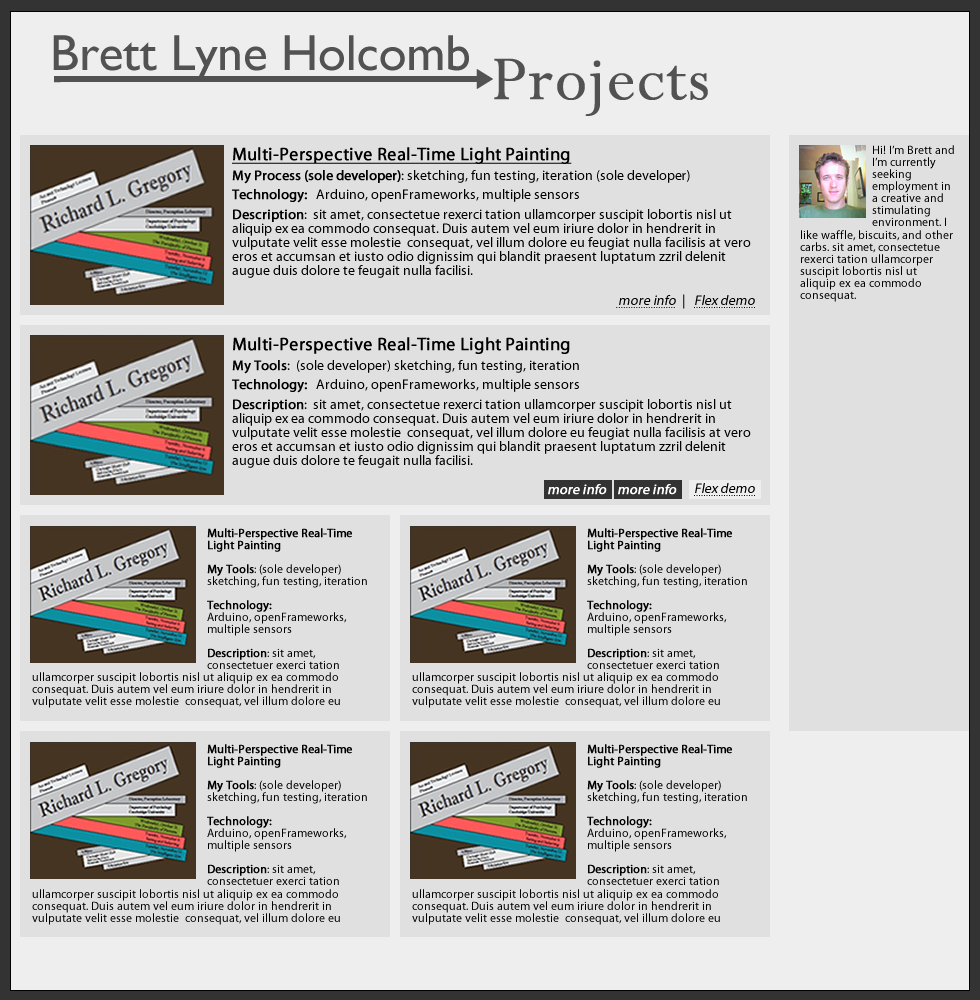 Brett Lyne Holcomb
Projects
Richard L. Gregory
Multi-Perspective Real-Time Light Painting
My Process (sole developer): sketching, fun testing, iteration (sole developer)
Technology: Arduino, openFrameworks, multiple sensors
Description: sit amet, consectetue rexerci tation ullamcorper suscipit lobortis nisl ut
aliquip ex ea commodo consequat. Duis autem vel eum iriure dolor in hendrerit in
vulputate velit esse molestie consequat, vel illum dolore eu feugiat nulla facilisis at vero
eros et accumsan et iusto odio dignissim qui blandit praesent luptatum zzril delenit
augue duis dolore te feugait nulla facilisi.
more info | Flex demo
Richard L. Gregory
Multi-Perspective Real-Time Light Painting
My Tools: (sole developer) sketching, fun testing, iteration
Technology: Arduino, openFrameworks, multiple sensors
Description: sit amet, consectetue rexerci tation ullamcorper suscipit lobortis nisl ut
aliquip ex ea commodo consequat. Duis autem vel eum iriure dolor in hendrerit in
vulputate velit esse molestie consequat, vel illum dolore eu feugiat nulla facilisis at vero
eros et accumsan et iusto odio dignissim qui blandit praesent luptatum zzril delenit
augue duis dolore te feugait nulla facilisi.
more info more info Flex demo
Richard L. Gregory
Multi-Perspective Real-Time
Light Painting
My Tools: (sole developer)
sketching, fun testing, iteration
Technology:
Arduino, openFrameworks,
multiple sensors
Description: sit amet,
consectetuer exerci tation
ullamcorper suscipit lobortis nisl ut aliquip ex ea commodo
consequat. Duis autem vel eum iriure dolor in hendrerit in
vulputate velit esse molestie consequat, vel illum dolore eu
Richard L. Gregory
Multi-Perspective Real-Time
Light Painting
My Tools: (sole developer)
sketching, fun testing, iteration
Technology:
Arduino, openFrameworks,
multiple sensors
Description: sit amet,
consectetuer exerci tation
ullamcorper suscipit lobortis nisl ut aliquip ex ea commodo
consequat. Duis autem vel eum iriure dolor in hendrerit in
vulputate velit esse molestie consequat, vel illum dolore eu
Richard L. Gregory
Multi-Perspective Real-Time
Light Painting
My Tools: (sole developer)
sketching, fun testing, iteration
Technology:
Arduino, openFrameworks,
multiple sensors
Description: sit amet,
consectetuer exerci tation
ullamcorper suscipit lobortis nisl ut aliquip ex ea commodo
consequat. Duis autem vel eum iriure dolor in hendrerit in
vulputate velit esse molestie consequat, vel illum dolore eu
Richard L. Gregory
Multi-Perspective Real-Time
Light Painting
My Tools: (sole developer)
sketching, fun testing, iteration
Technology:
Arduino, openFrameworks,
multiple sensors
Description: sit amet,
consectetuer exerci tation
ullamcorper suscipit lobortis nisl ut aliquip ex ea commodo
consequat. Duis autem vel eum iriure dolor in hendrerit in
vulputate velit esse molestie consequat, vel illum dolore eu
Hi! I'm Brett and
I'm currently
seeking
employment in
a creative and
stimulating
environment. I
like waffle, biscuits, and other
carbs. sit amet, consectetue
rexerci tation ullamcorper
suscipit lobortis nisl ut
aliquip ex ea commodo
consequat.